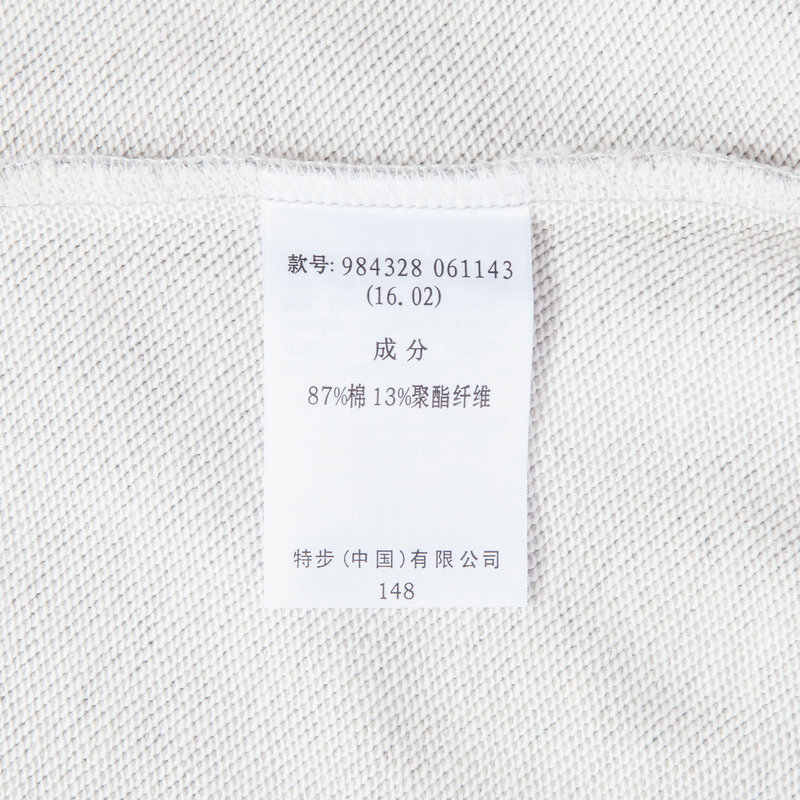 款号: 984328 061143
(16.02)
成 分
87%棉 13%聚酯纤维
特步(中国)有限公司
148